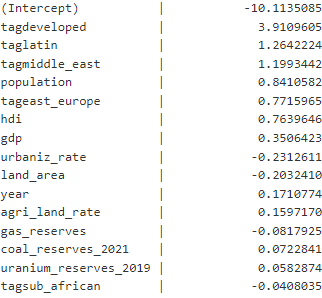 (Intercept) | -10.1135085
tagdeveloped | 3.9109605
taglatin | 1.2642224
tagmiddle_east | 1.1993442
population | 0.8410582
tageast_europe | 0.7715965
hdi | 0.7639646
gdp | 0.3506423
urbaniz_rate | -0.2312611
land_area | -0.2032410
year | 0.1710774
agri_land_rate | 0.1597170
gas_reserves | -0.0817925
coal_reserves_2021 | 0.0722841
uranium_reserves_2019 | 0.0582874
tagsub_african | -0.0408035